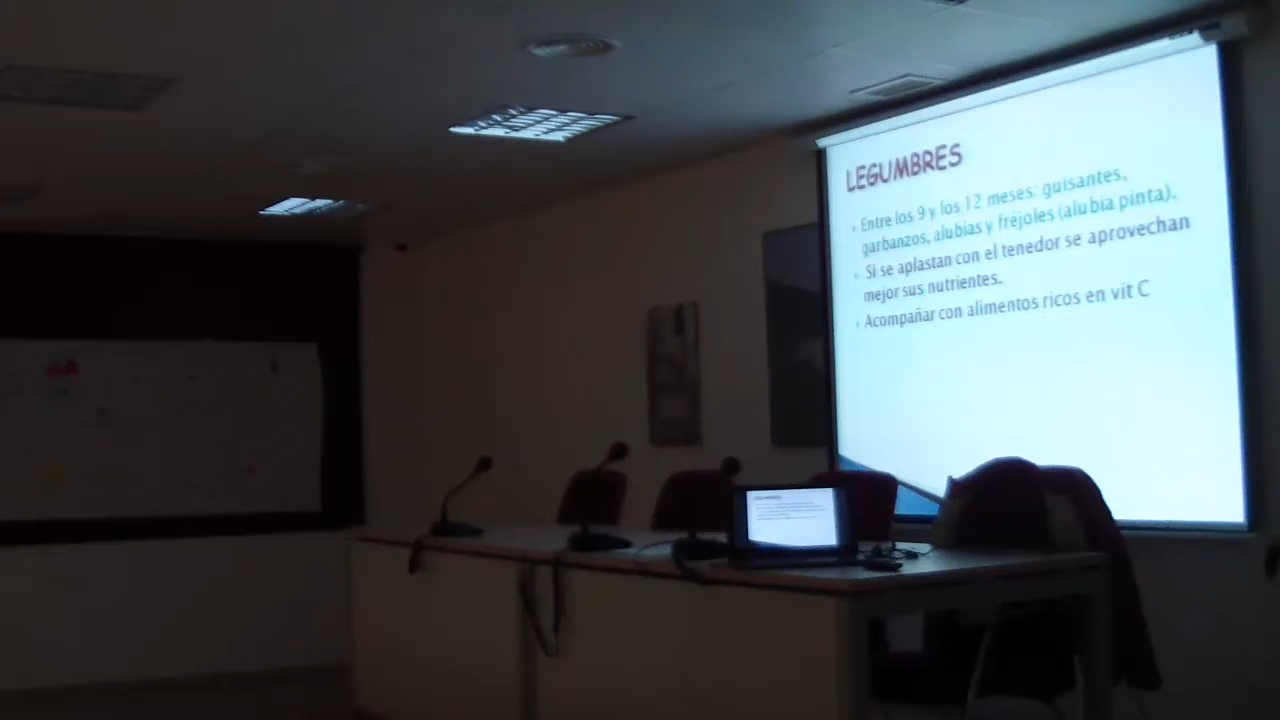 LEGUMBRES
Entre los 9 y los 12 meses: guisantes,
garbanzos, alubias y fréjoles (alubia pinta).
Si se aplastan con el tenedor se aprovechan
mejor sus nutrientes.
Acompañar con alimentos ricos en vit C